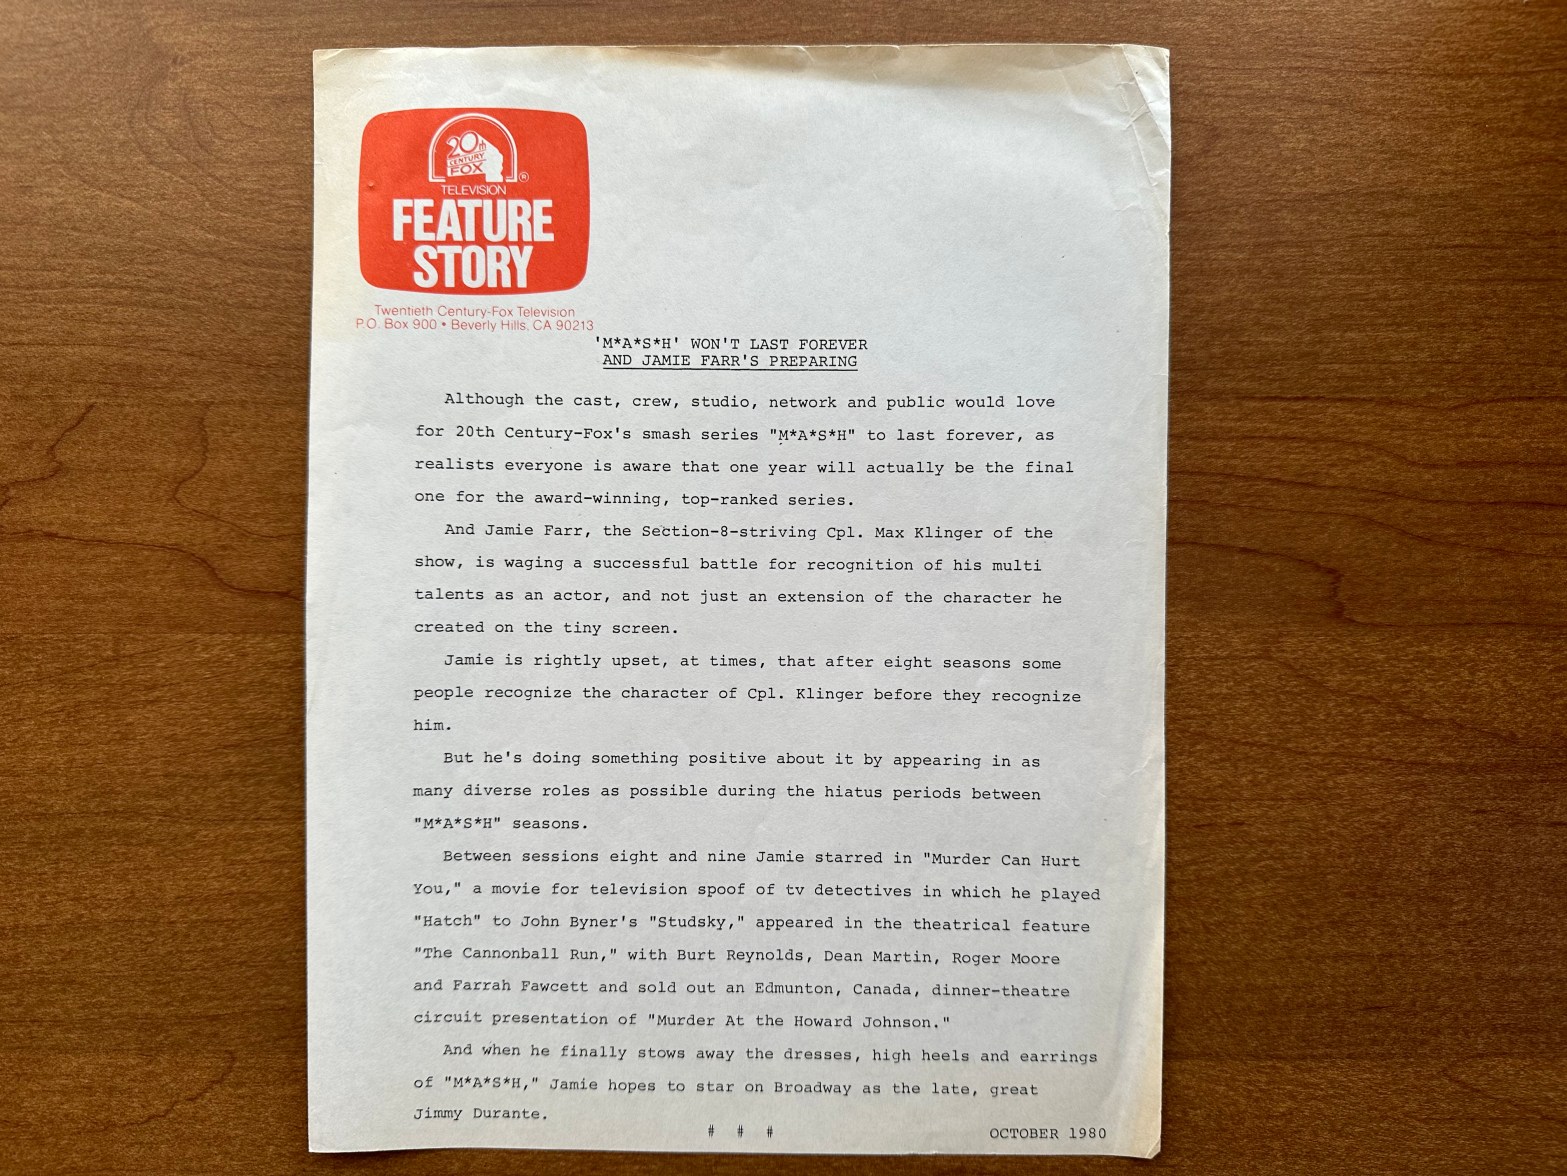 20th
CENTURY
FOX
®
TELEVISION
FEATURE
STORY
Twentieth Century-Fox Television
P.O. Box 900 • Beverly Hills, CA 90213
'M*A*S*H' WON'T LAST FOREVER
AND JAMIE FARR'S PREPARING
Although the cast, crew, studio, network and public would love
for 20th Century-Fox's smash series "M*A*S*H" to last forever, as
realists everyone is aware that one year will actually be the final
one for the award-winning, top-ranked series.
And Jamie Farr, the Section-8-striving Cpl. Max Klinger of the
show, is waging a successful battle for recognition of his multi
talents as an actor, and not just an extension of the character he
created on the tiny screen.
Jamie is rightly upset, at times, that after eight seasons some
people recognize the character of Cpl. Klinger before they recognize
him.
But he's doing something positive about it by appearing in as
many diverse roles as possible during the hiatus periods between
"M*A*S*H" seasons.
Between sessions eight and nine Jamie starred in "Murder Can Hurt
You," a movie for television spoof of tv detectives in which he played
"Hatch" to John Byner's "Studsky," appeared in the theatrical feature
"The Cannonball Run," with Burt Reynolds, Dean Martin, Roger Moore
and Farrah Fawcett and sold out an Edmunton, Canada, dinner-theatre
circuit presentation of "Murder At the Howard Johnson."
And when he finally stows away the dresses, high heels and earrings
of "M*A*S*H," Jamie hopes to star on Broadway as the late, great
Jimmy Durante.
# # #
OCTOBER 1980